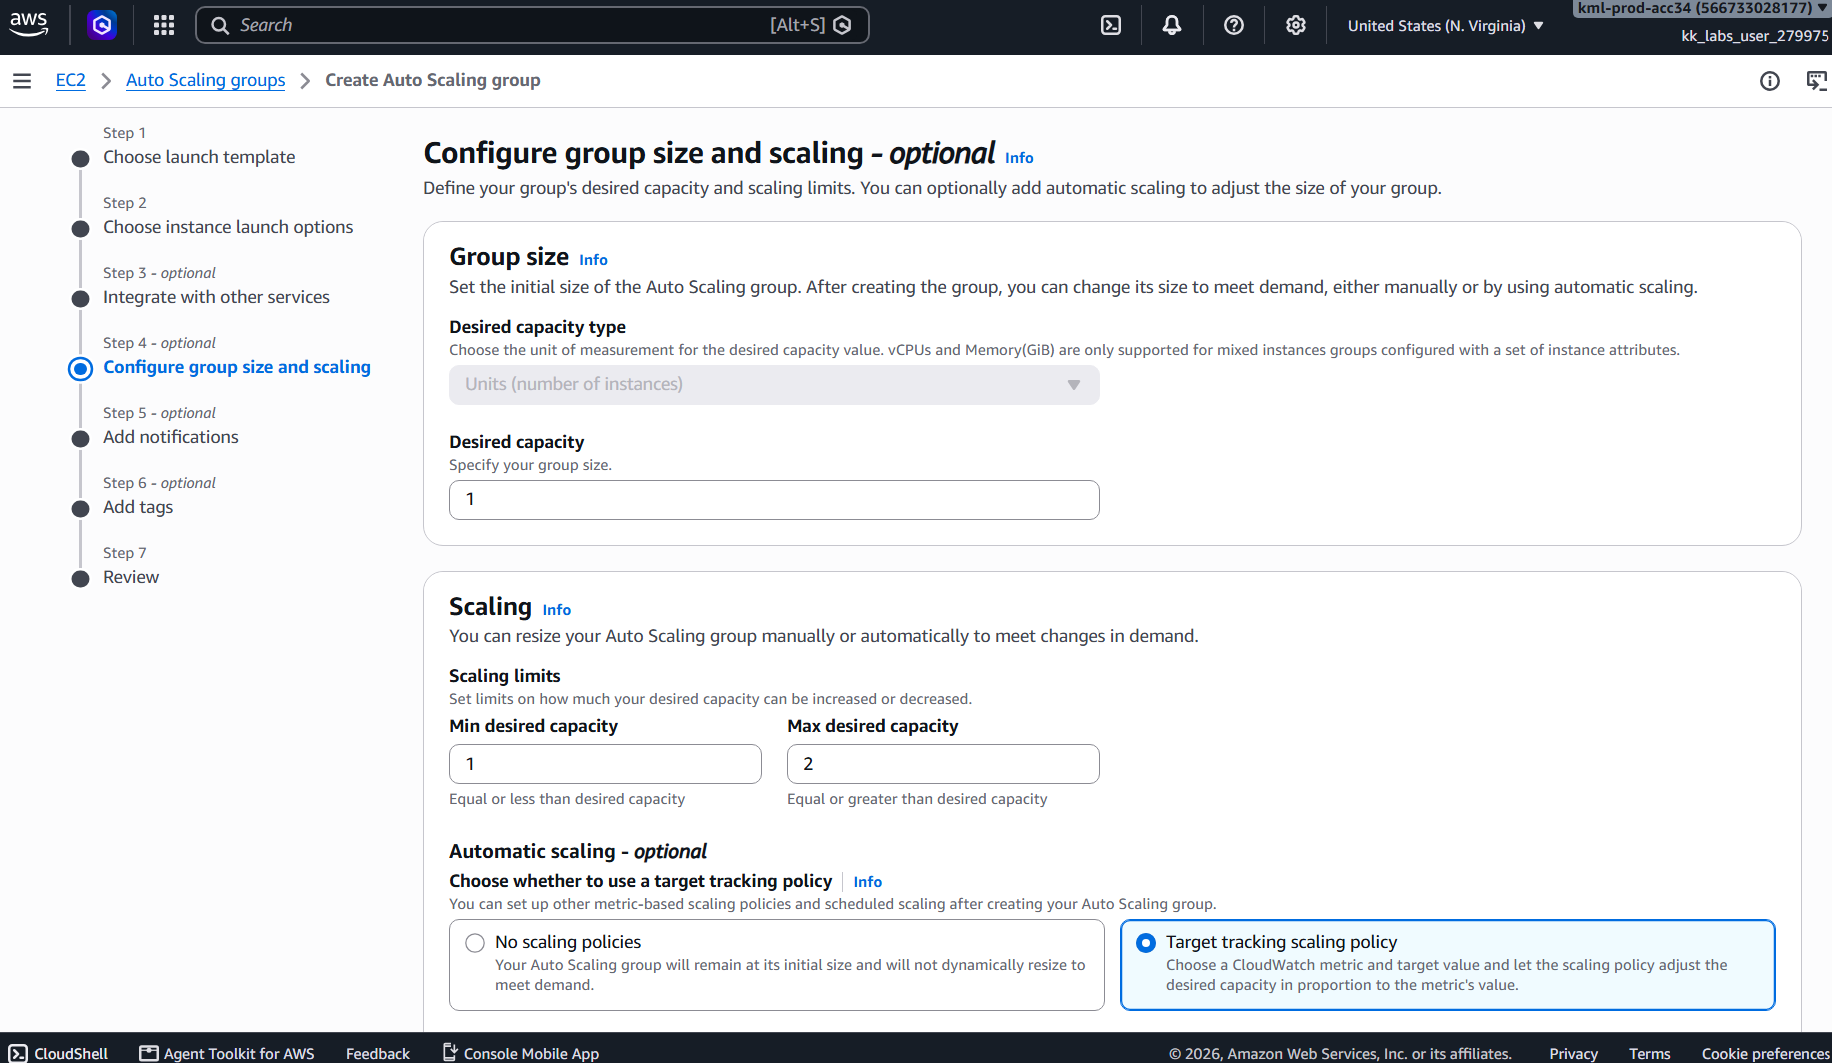 aws
Search [Alt+S]
United States (N. Virginia)
kml-prod-acc34 (566733028177)
kk_labs_user_279975
EC2 Auto Scaling groups Create Auto Scaling group
Step 1
Choose launch template
Step 2
Choose instance launch options
Step 3 - optional
Integrate with other services
Step 4 - optional
Configure group size and scaling
Step 5 - optional
Add notifications
Step 6 - optional
Add tags
Step 7
Review
Configure group size and scaling - optional Info
Define your group's desired capacity and scaling limits. You can optionally add automatic scaling to adjust the size of your group.
Group size Info
Set the initial size of the Auto Scaling group. After creating the group, you can change its size to meet demand, either manually or by using automatic scaling.
Desired capacity type
Choose the unit of measurement for the desired capacity value. vCPUs and Memory(GiB) are only supported for mixed instances groups configured with a set of instance attributes.
Units (number of instances)
Desired capacity
Specify your group size.
1
Scaling Info
You can resize your Auto Scaling group manually or automatically to meet changes in demand.
Scaling limits
Set limits on how much your desired capacity can be increased or decreased.
Min desired capacity Max desired capacity
1 2
Equal or less than desired capacity Equal or greater than desired capacity
Automatic scaling - optional
Choose whether to use a target tracking policy Info
You can set up other metric-based scaling policies and scheduled scaling after creating your Auto Scaling group.
No scaling policies
Your Auto Scaling group will remain at its initial size and will not dynamically resize to
meet demand.
Target tracking scaling policy
Choose a CloudWatch metric and target value and let the scaling policy adjust the
desired capacity in proportion to the metric's value.
CloudShell Agent Toolkit for AWS Feedback Console Mobile App © 2026, Amazon Web Services, Inc. or its affiliates. Privacy Terms Cookie preferences